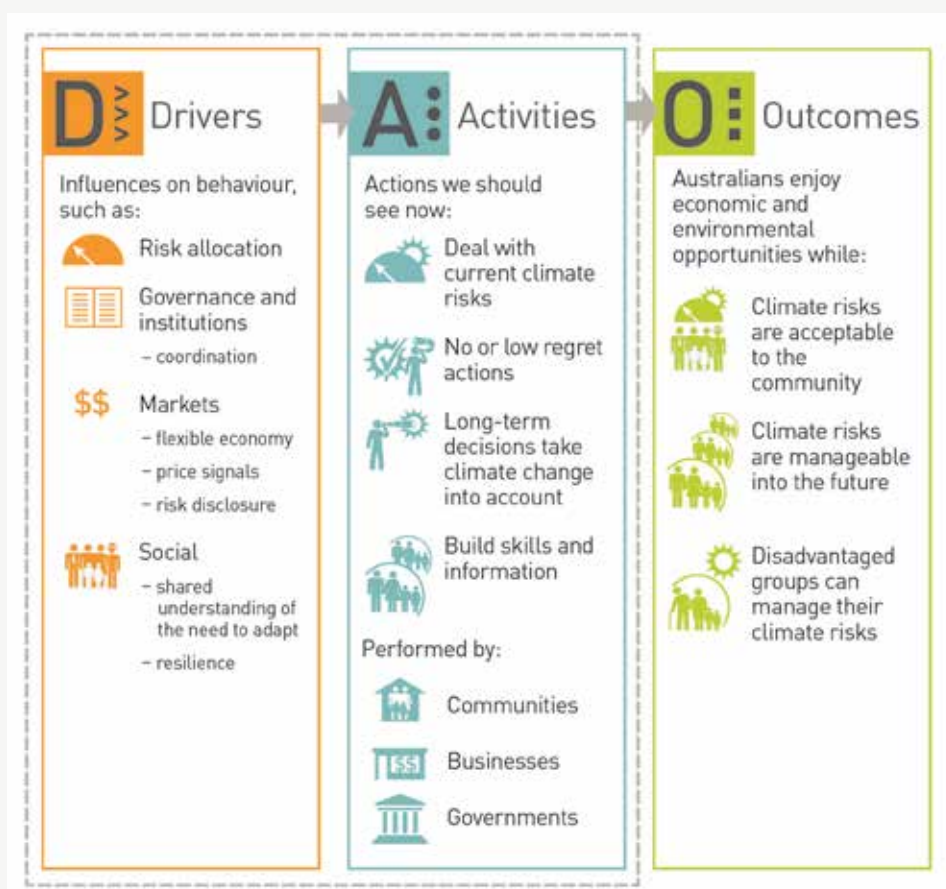 D Drivers
Influences on behaviour,
such as:
Risk allocation
Governance and
institutions
– coordination
$$ Markets
– flexible economy
– price signals
– risk disclosure
Social
– shared
understanding of
the need to adapt
– resilience
A Activities
Actions we should
see now:
Deal with
current climate
risks
No or low regret
actions
Long-term
decisions take
climate change
into account
Build skills and
information
Performed by:
Communities
$$ Businesses
Governments
O Outcomes
Australians enjoy
economic and
environmental
opportunities while:
Climate risks
are acceptable
to the
community
Climate risks
are manageable
into the future
Disadvantaged
groups can
manage their
climate risks